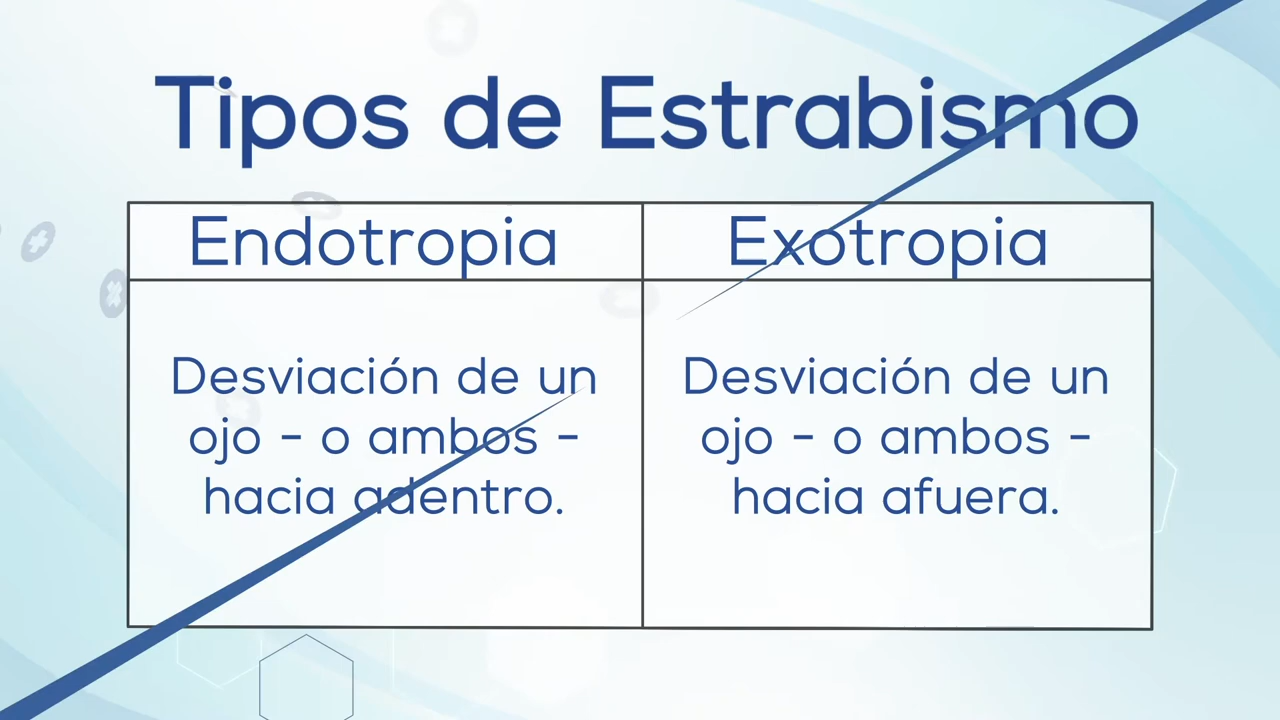 Tipos de Estrabismo
Endotropia
Exotropia
Desviación de un
ojo - o ambos -
hacia adentro.
Desviación de un
ojo - o ambos -
hacia afuera.